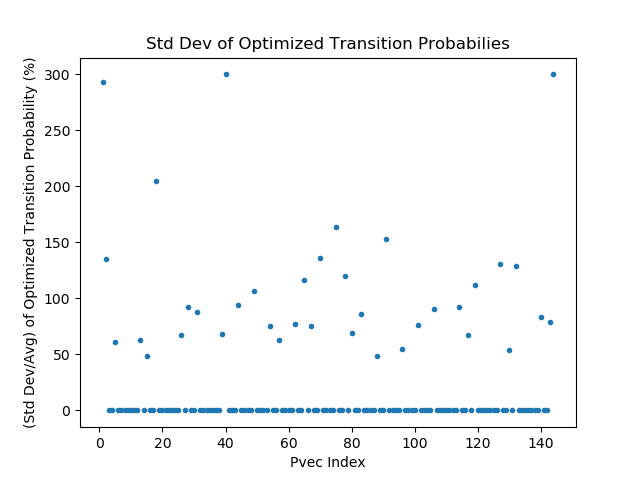 Std Dev of Optimized Transition Probabilies
(Std Dev/Avg) of Optimized Transition Probability (%)
300
250
200
150
100
50
0
0 20 40 60 80 100 120 140
Pvec Index